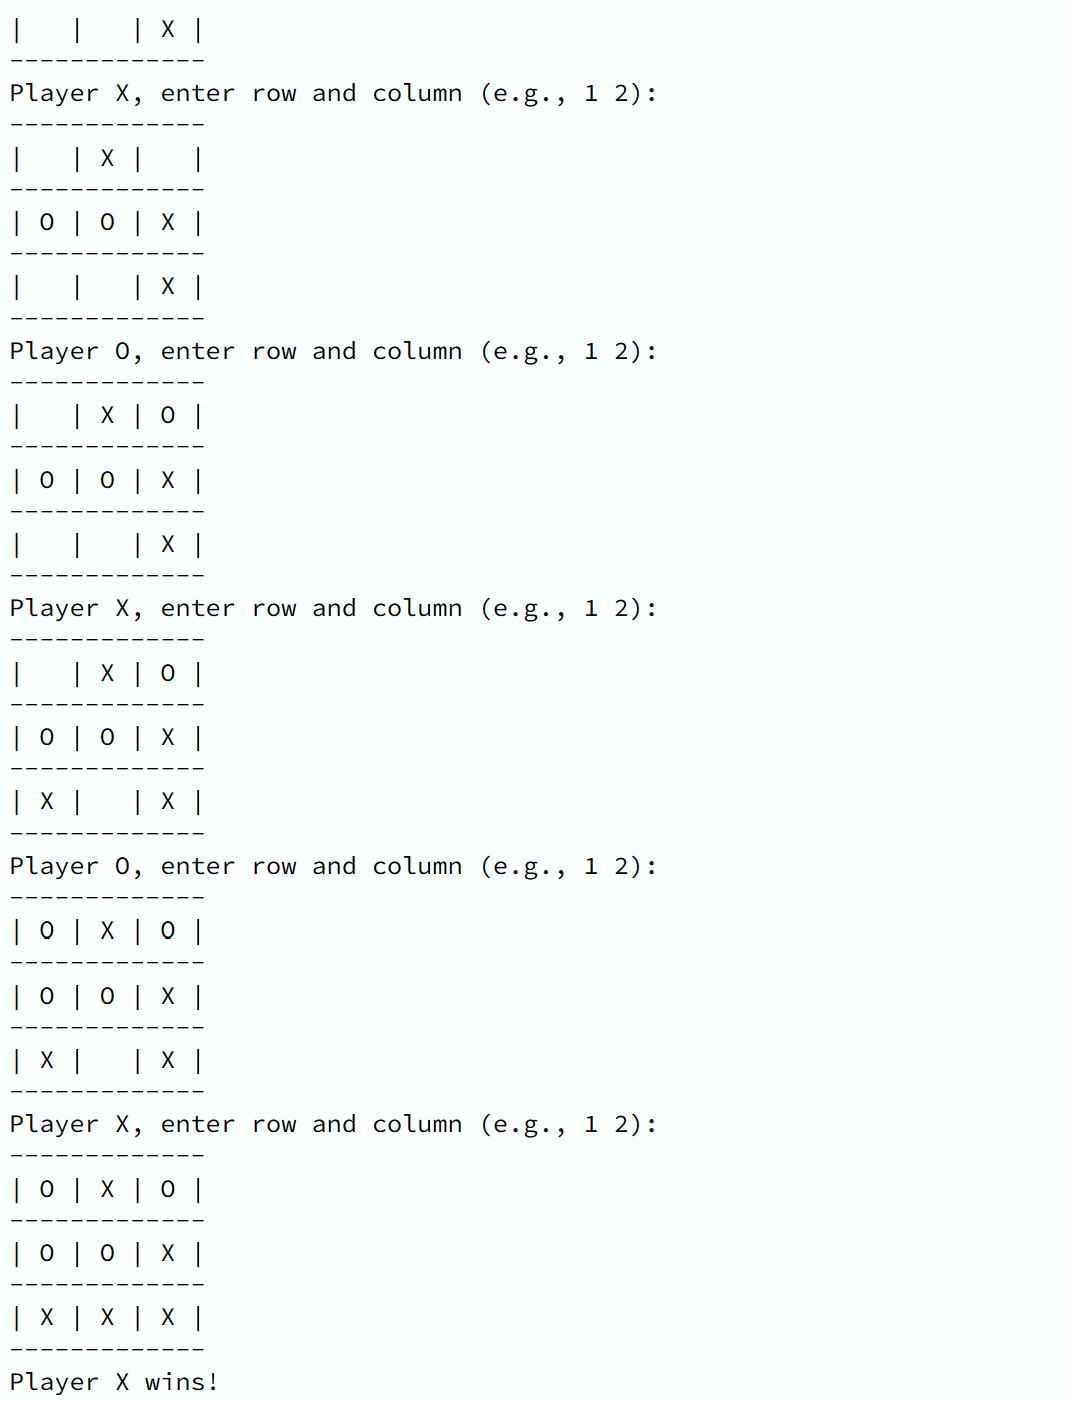 |   |   | X |
-------------
Player X, enter row and column (e.g., 1 2):
-------------
|   | X |   |
-------------
| O | O | X |
-------------
|   |   | X |
-------------
Player O, enter row and column (e.g., 1 2):
-------------
|   | X | O |
-------------
| O | O | X |
-------------
|   |   | X |
-------------
Player X, enter row and column (e.g., 1 2):
-------------
|   | X | O |
-------------
| O | O | X |
-------------
| X |   | X |
-------------
Player O, enter row and column (e.g., 1 2):
-------------
| O | X | O |
-------------
| O | O | X |
-------------
| X |   | X |
-------------
Player X, enter row and column (e.g., 1 2):
-------------
| O | X | O |
-------------
| O | O | X |
-------------
| X | X | X |
-------------
Player X wins!